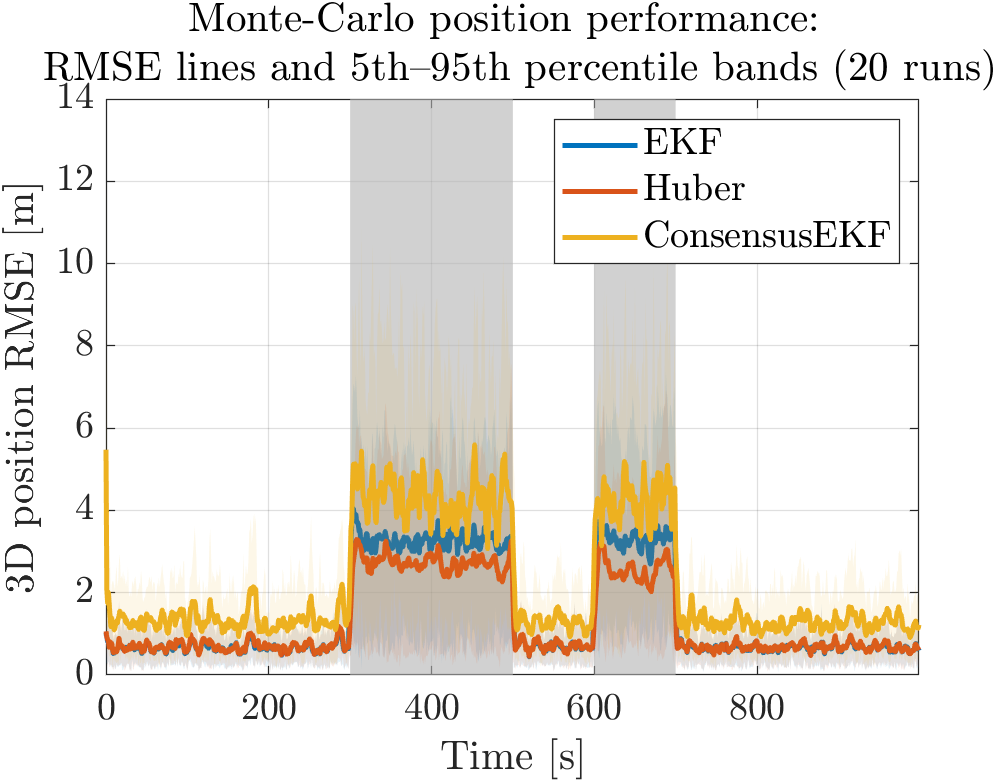 Monte-Carlo position performance:
RMSE lines and 5th–95th percentile bands (20 runs)
14
12
10
8
6
4
2
0
3D position RMSE [m]
EKF
Huber
ConsensusEKF
0 200 400 600 800
Time [s]